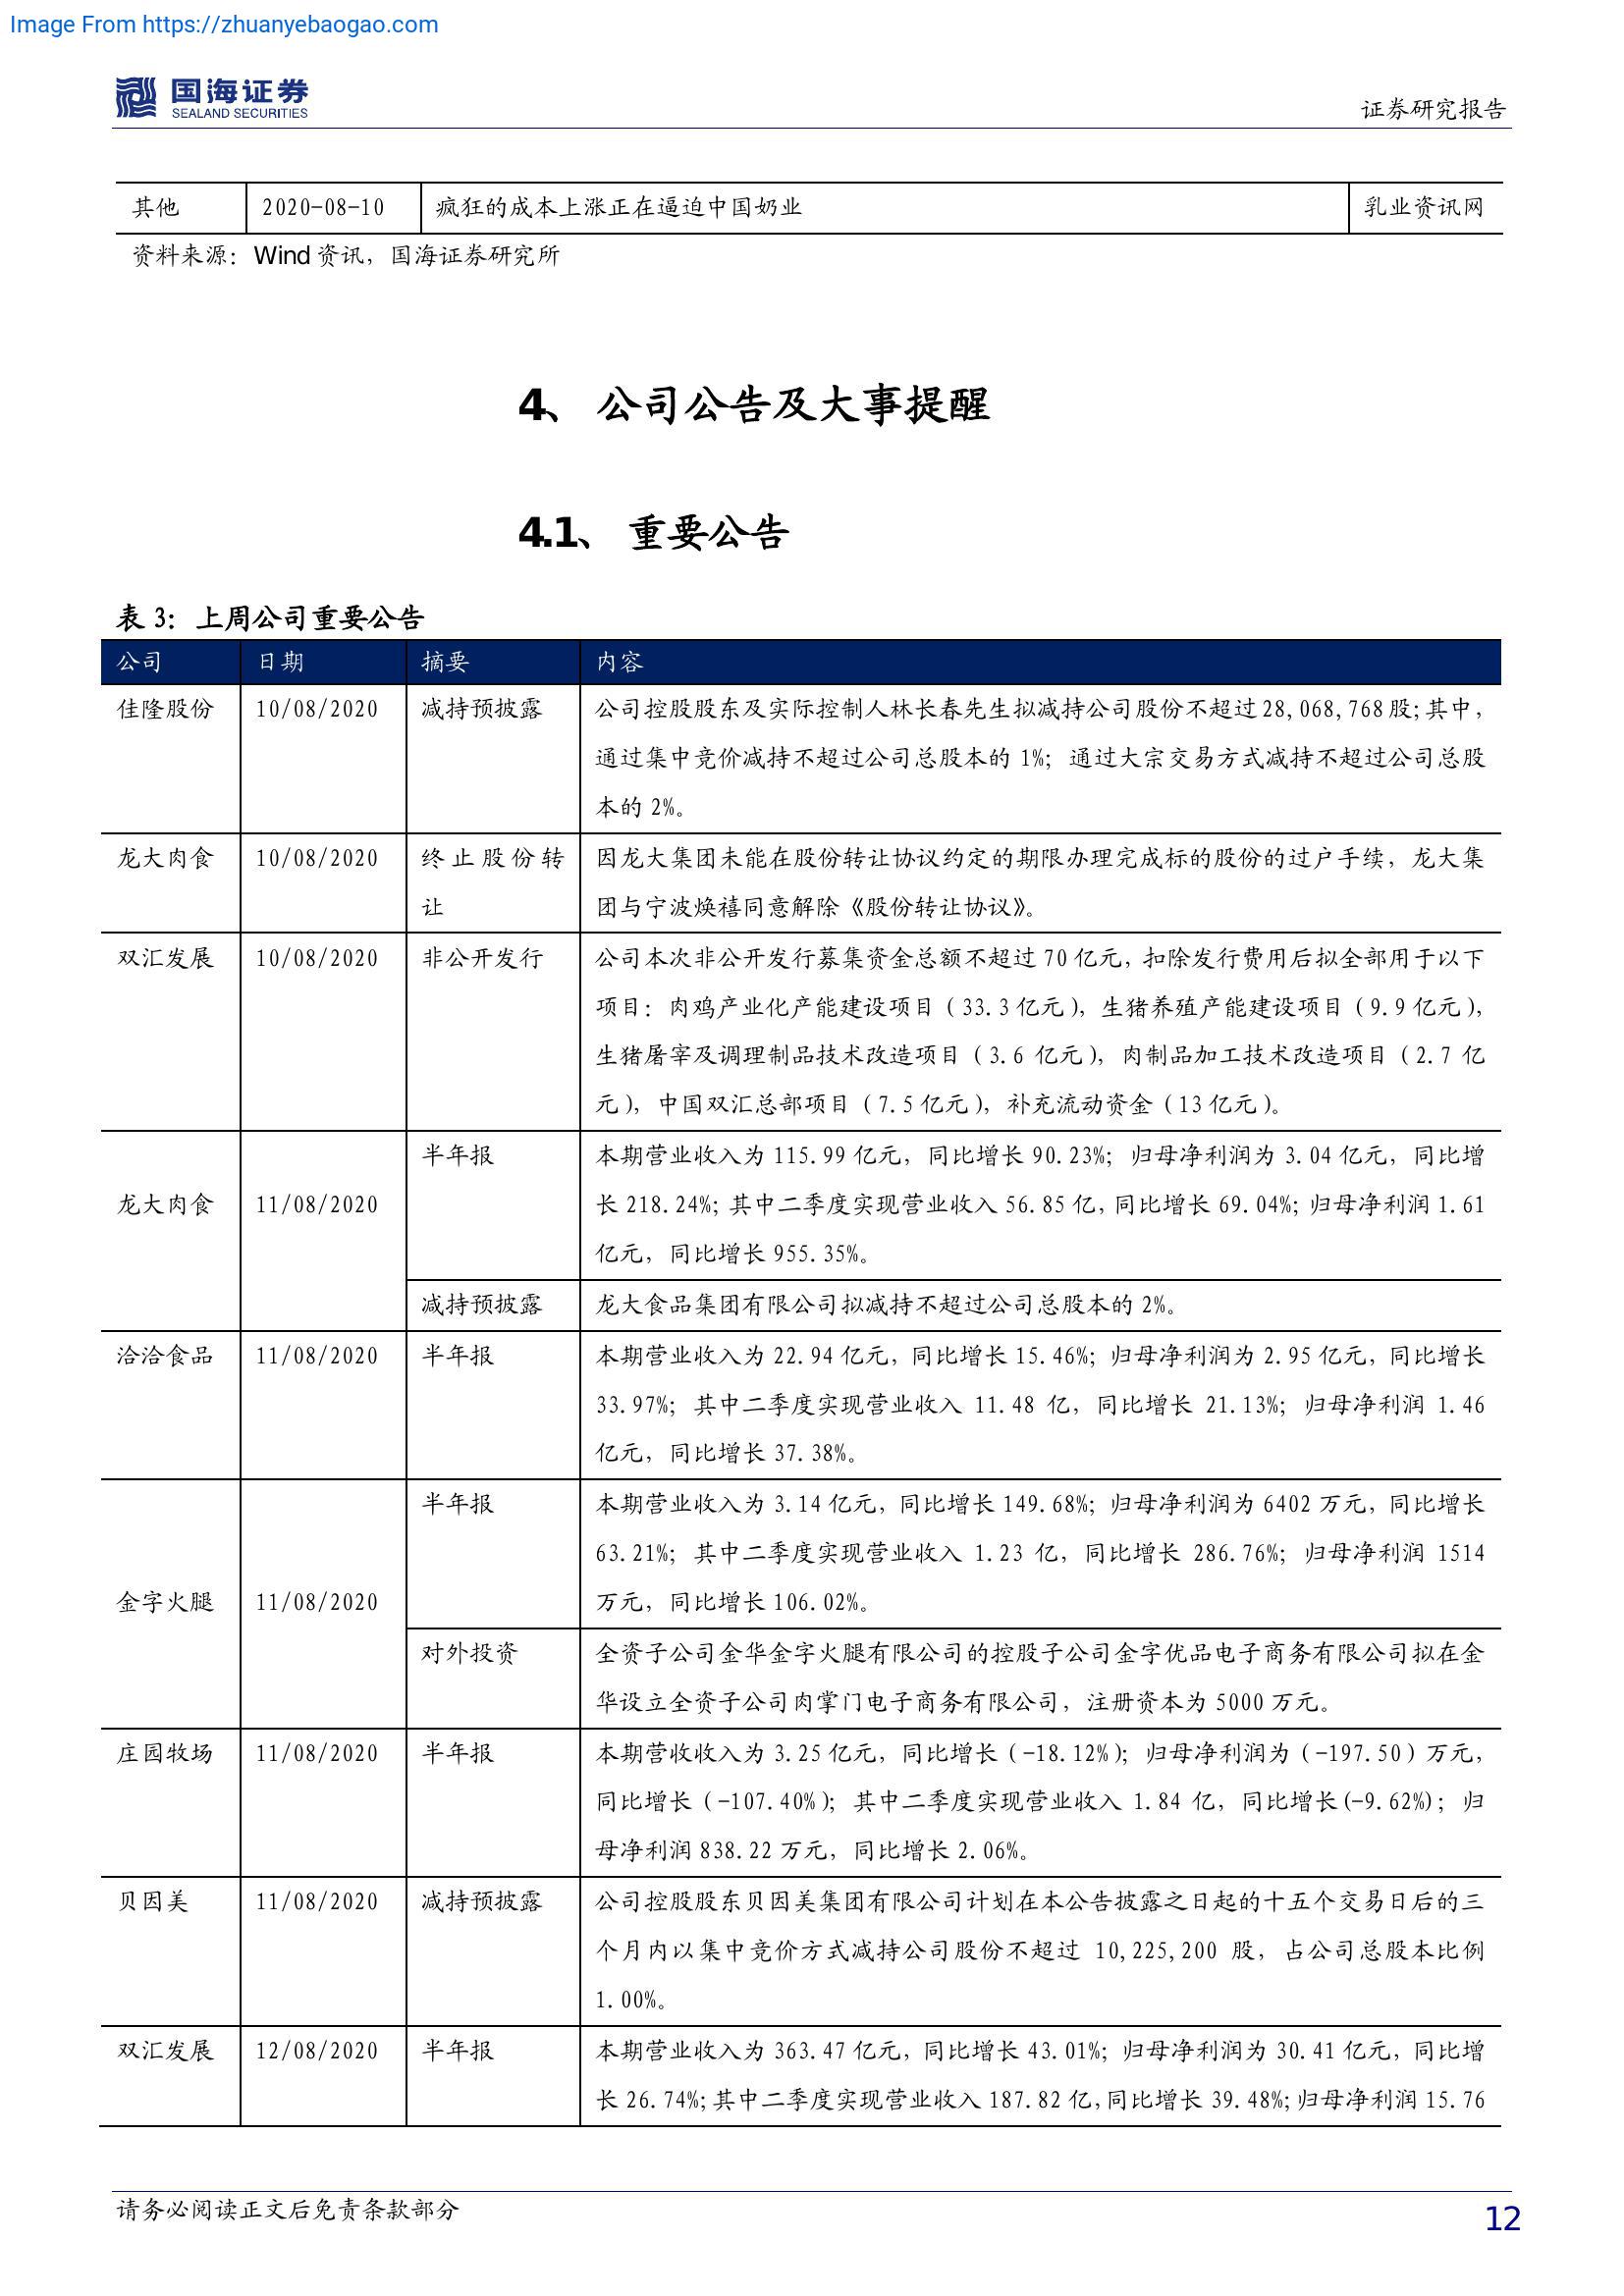 Image From https://zhuanyebaogao.com
国海证券
SEALAND SECURITIES
证券研究报告
其他 2020-08-10 疯狂的成本上涨正在逼迫中国奶业 乳业资讯网
资料来源：Wind 资讯，国海证券研究所
4、 公司公告及大事提醒
4.1、 重要公告
表 3：上周公司重要公告
公司 日期 摘要 内容
佳隆股份 10/08/2020 减持预披露 公司控股股东及实际控制人林长春先生拟减持公司股份不超过 28,068,768 股；其中，
通过集中竞价减持不超过公司总股本的 1%；通过大宗交易方式减持不超过公司总股
本的 2%。
龙大肉食 10/08/2020 终止股份转 因龙大集团未能在股份转让协议约定的期限办理完成标的股份的过户手续，龙大集
让 团与宁波焕禧同意解除《股份转让协议》。
双汇发展 10/08/2020 非公开发行 公司本次非公开发行募集资金总额不超过 70 亿元，扣除发行费用后拟全部用于以下
项目：肉鸡产业化产能建设项目（33.3 亿元），生猪养殖产能建设项目（9.9 亿元），
生猪屠宰及调理制品技术改造项目（3.6 亿元），肉制品加工技术改造项目（2.7 亿
元），中国双汇总部项目（7.5 亿元），补充流动资金（13 亿元）。
半年报 本期营业收入为 115.99 亿元，同比增长 90.23%；归母净利润为 3.04 亿元，同比增
龙大肉食 11/08/2020 长 218.24%；其中二季度实现营业收入 56.85 亿，同比增长 69.04%；归母净利润 1.61
亿元，同比增长 955.35%。
减持预披露 龙大食品集团有限公司拟减持不超过公司总股本的 2%。
洽洽食品 11/08/2020 半年报 本期营业收入为 22.94 亿元，同比增长 15.46%；归母净利润为 2.95 亿元，同比增长
33.97%；其中二季度实现营业收入 11.48 亿，同比增长 21.13%；归母净利润 1.46
亿元，同比增长 37.38%。
半年报 本期营业收入为 3.14 亿元，同比增长 149.68%；归母净利润为 6402 万元，同比增长
63.21%；其中二季度实现营业收入 1.23 亿，同比增长 286.76%；归母净利润 1514
金字火腿 11/08/2020 万元，同比增长 106.02%。
对外投资 全资子公司金华金字火腿有限公司的控股子公司金字优品电子商务有限公司拟在金
华设立全资子公司肉掌门电子商务有限公司，注册资本为 5000 万元。
庄园牧场 11/08/2020 半年报 本期营收收入为 3.25 亿元，同比增长（-18.12%）；归母净利润为（-197.50）万元，
同比增长（-107.40%）；其中二季度实现营业收入 1.84 亿，同比增长(-9.62%)；归
母净利润 838.22 万元，同比增长 2.06%。
贝因美 11/08/2020 减持预披露 公司控股股东贝因美集团有限公司计划在本公告披露之日起的十五个交易日后的三
个月内以集中竞价方式减持公司股份不超过 10,225,200 股，占公司总股本比例
1.00%。
双汇发展 12/08/2020 半年报 本期营业收入为 363.47 亿元，同比增长 43.01%；归母净利润为 30.41 亿元，同比增
长 26.74%；其中二季度实现营业收入 187.82 亿，同比增长 39.48%；归母净利润 15.76
请务必阅读正文后免责条款部分
12